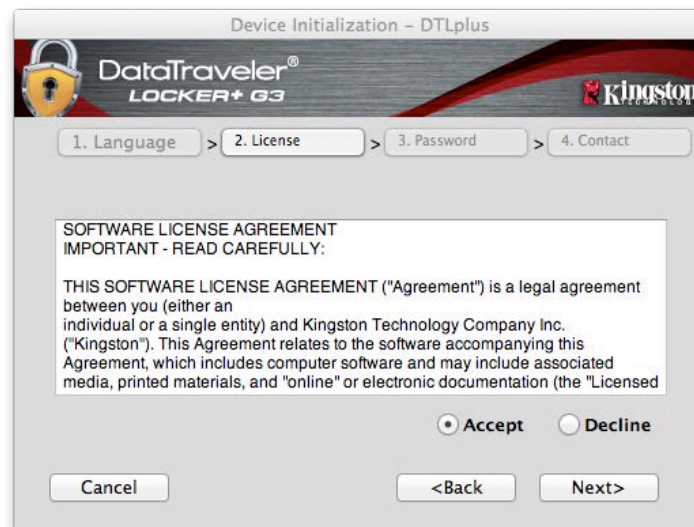 Device Initialization - DTLplus
DataTraveler®
LOCKER+ G3
Kingston
TECHNOLOGY
1. Language > 2. License > 3. Password > 4. Contact
SOFTWARE LICENSE AGREEMENT
IMPORTANT - READ CAREFULLY:
THIS SOFTWARE LICENSE AGREEMENT ("Agreement") is a legal agreement
between you (either an
individual or a single entity) and Kingston Technology Company Inc.
("Kingston"). This Agreement relates to the software accompanying this
Agreement, which includes computer software and may include associated
media, printed materials, and "online" or electronic documentation (the "Licensed
Accept Decline
Cancel <Back Next>